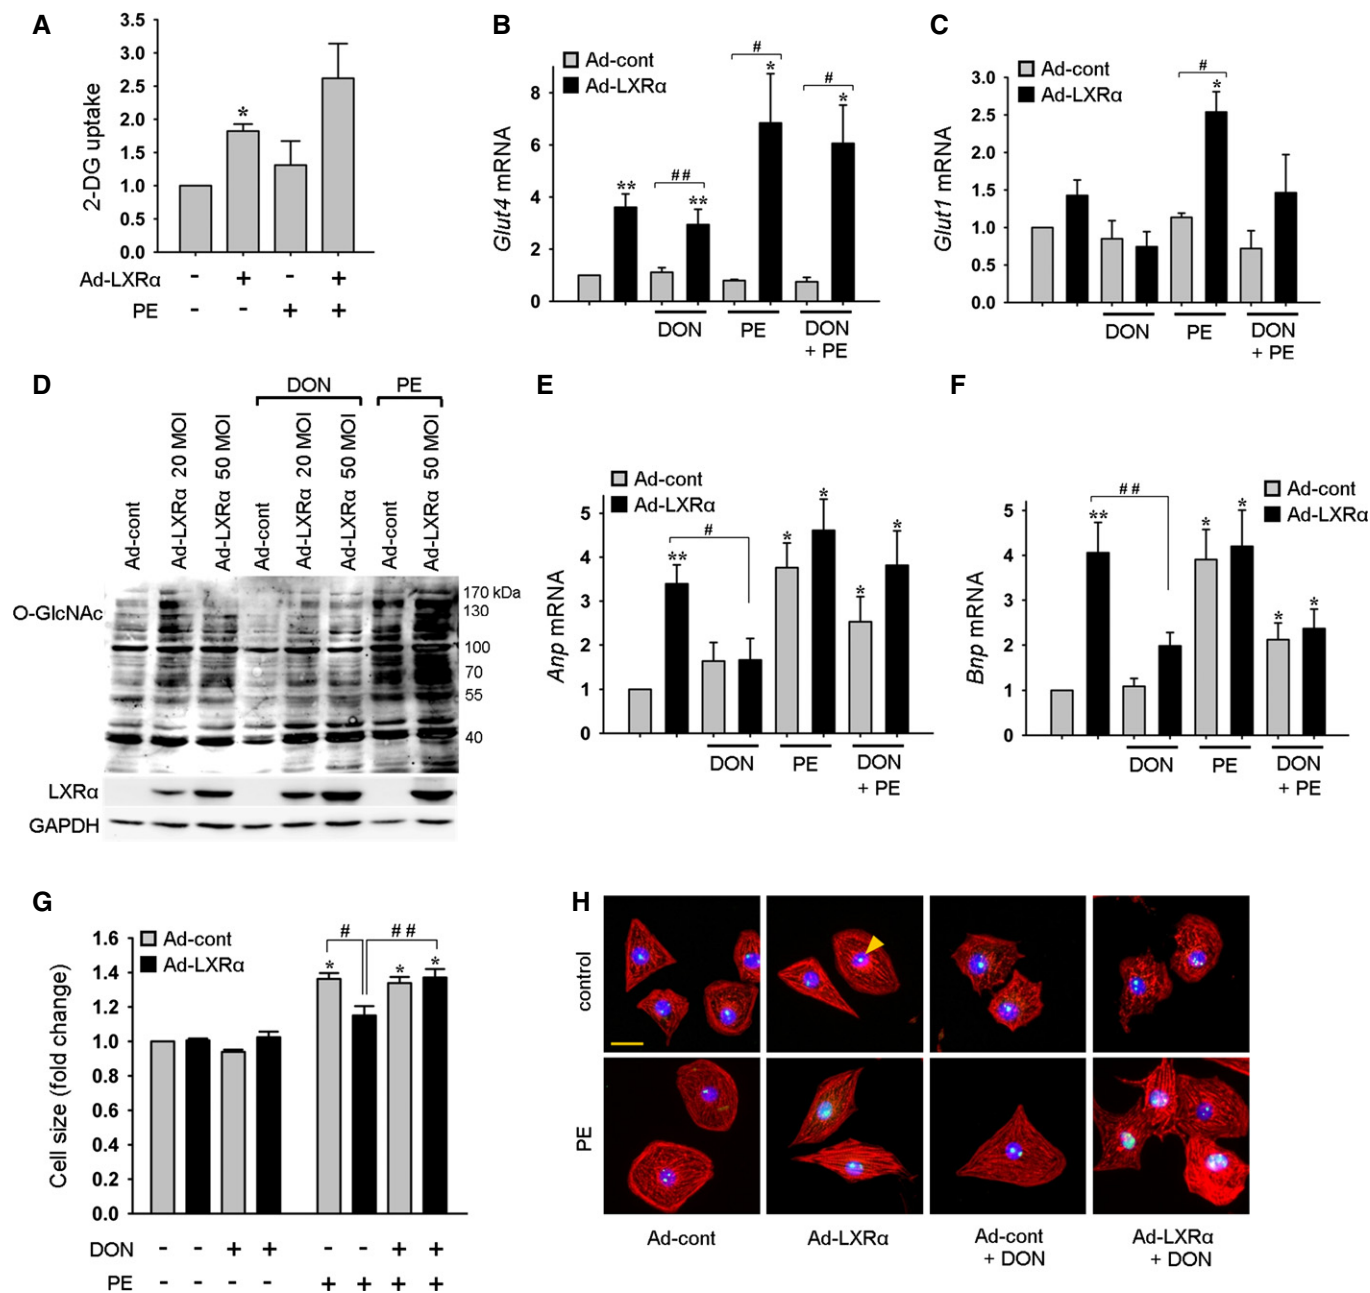 A
3.5
3.0
2.5
2.0
1.5
1.0
0.5
0.0
2-DG uptake
*
Ad-LXRα - + - +
PE - - + +
B
Ad-cont
Ad-LXRα
8
6
4
2
0
Glut4 mRNA
**
##
**
#
*
#
*
DON PE DON
+ PE
C
Ad-cont
Ad-LXRα
3.0
2.5
2.0
1.5
1.0
0.5
0.0
Glut1 mRNA
#
*
DON PE DON
+ PE
D
DON PE
Ad-cont
Ad-LXRα 20 MOI
Ad-LXRα 50 MOI
Ad-cont
Ad-LXRα 20 MOI
Ad-LXRα 50 MOI
Ad-cont
Ad-LXRα 50 MOI
O-GlcNAc
170 kDa
130
100
70
55
40
LXRα
GAPDH
E
Ad-cont
Ad-LXRα
5
4
3
2
1
0
Anp mRNA
**
#
*
*
*
*
DON PE DON
+ PE
F
Ad-cont
Ad-LXRα
5
4
3
2
1
0
Bnp mRNA
**
##
*
*
*
*
DON PE DON
+ PE
G
Ad-cont
Ad-LXRα
1.6
1.4
1.2
1.0
0.8
0.6
0.4
0.2
0.0
Cell size (fold change)
*
#
##
*
*
DON - - + + - - + +
PE - - - - + + + +
H
control
PE
Ad-cont Ad-LXRα Ad-cont
+ DON Ad-LXRα
+ DON